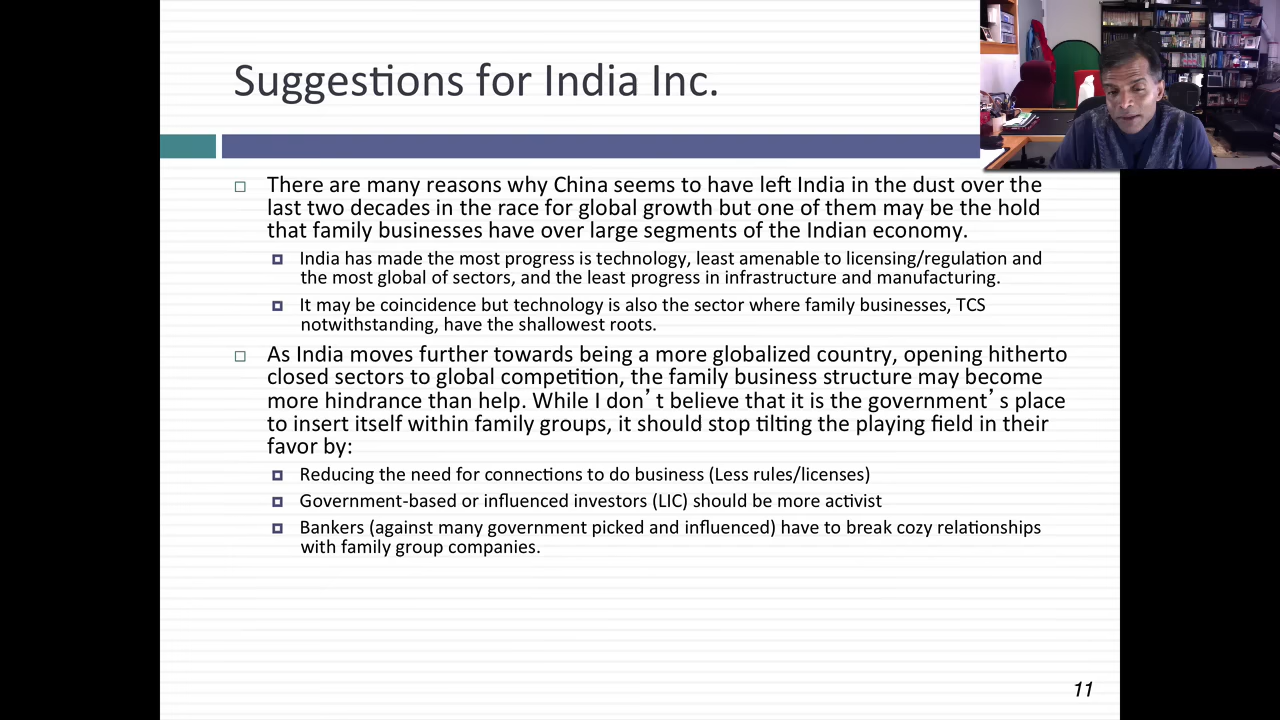 Suggestions for India Inc.
There are many reasons why China seems to have left India in the dust over the
last two decades in the race for global growth but one of them may be the hold
that family businesses have over large segments of the Indian economy.
India has made the most progress is technology, least amenable to licensing/regulation and
the most global of sectors, and the least progress in infrastructure and manufacturing.
It may be coincidence but technology is also the sector where family businesses, TCS
notwithstanding, have the shallowest roots.
As India moves further towards being a more globalized country, opening hitherto
closed sectors to global competition, the family business structure may become
more hindrance than help. While I don’t believe that it is the government’s place
to insert itself within family groups, it should stop tilting the playing field in their
favor by:
Reducing the need for connections to do business (Less rules/licenses)
Government-based or influenced investors (LIC) should be more activist
Bankers (against many government picked and influenced) have to break cozy relationships
with family group companies.
11